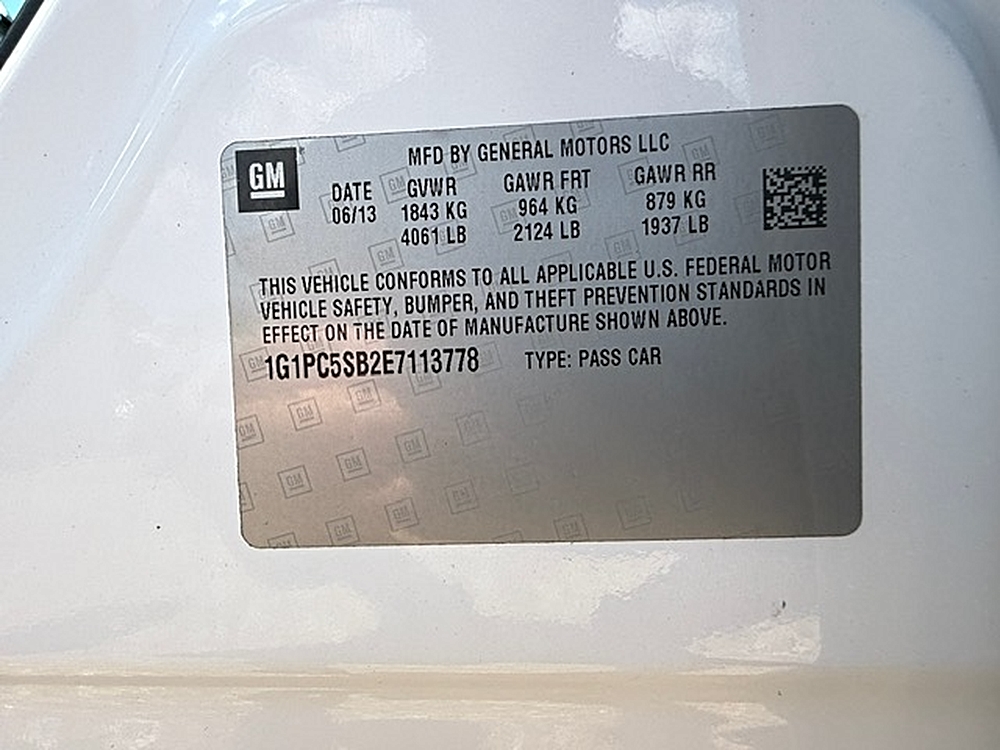 GM
MFD BY GENERAL MOTORS LLC
DATE GVWR GAWR FRT GAWR RR
06/13 1843 KG 964 KG 879 KG
4061 LB 2124 LB 1937 LB
THIS VEHICLE CONFORMS TO ALL APPLICABLE U.S. FEDERAL MOTOR
VEHICLE SAFETY, BUMPER, AND THEFT PREVENTION STANDARDS IN
EFFECT ON THE DATE OF MANUFACTURE SHOWN ABOVE.
1G1PC5SB2E7113778 TYPE: PASS CAR